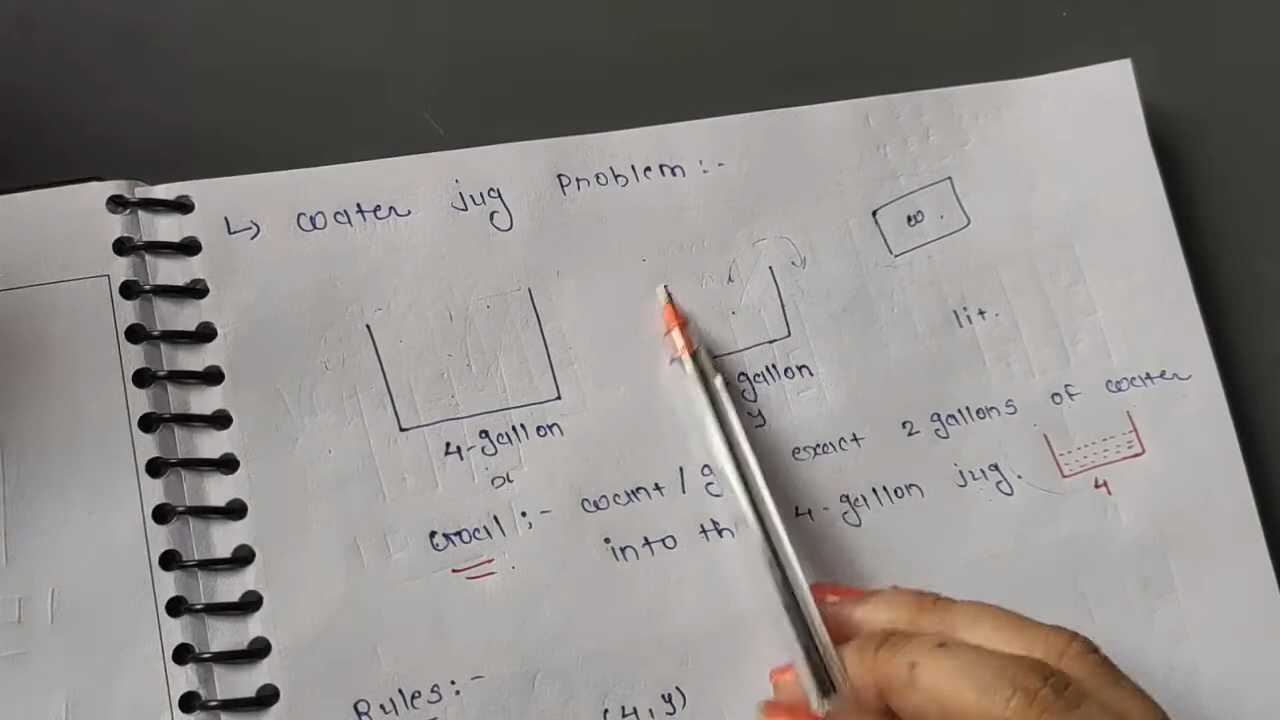 ↳ water jug problem:-
w.
lit.
4-gallon
gallon
x
y
Goal:- want / g exact 2 gallons of water
into th 4-gallon jug.
4
Rules:-
(4,y)